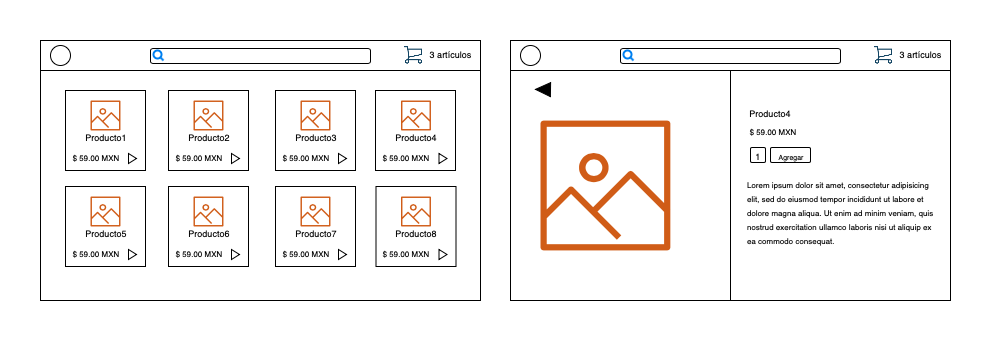 3 artículos
Producto1
$ 59.00 MXN
Producto2
$ 59.00 MXN
Producto3
$ 59.00 MXN
Producto4
$ 59.00 MXN
Producto5
$ 59.00 MXN
Producto6
$ 59.00 MXN
Producto7
$ 59.00 MXN
Producto8
$ 59.00 MXN
3 artículos
Producto4
$ 59.00 MXN
1 Agregar
Lorem ipsum dolor sit amet, consectetur adipisicing
elit, sed do eiusmod tempor incididunt ut labore et
dolore magna aliqua. Ut enim ad minim veniam, quis
nostrud exercitation ullamco laboris nisi ut aliquip ex
ea commodo consequat.